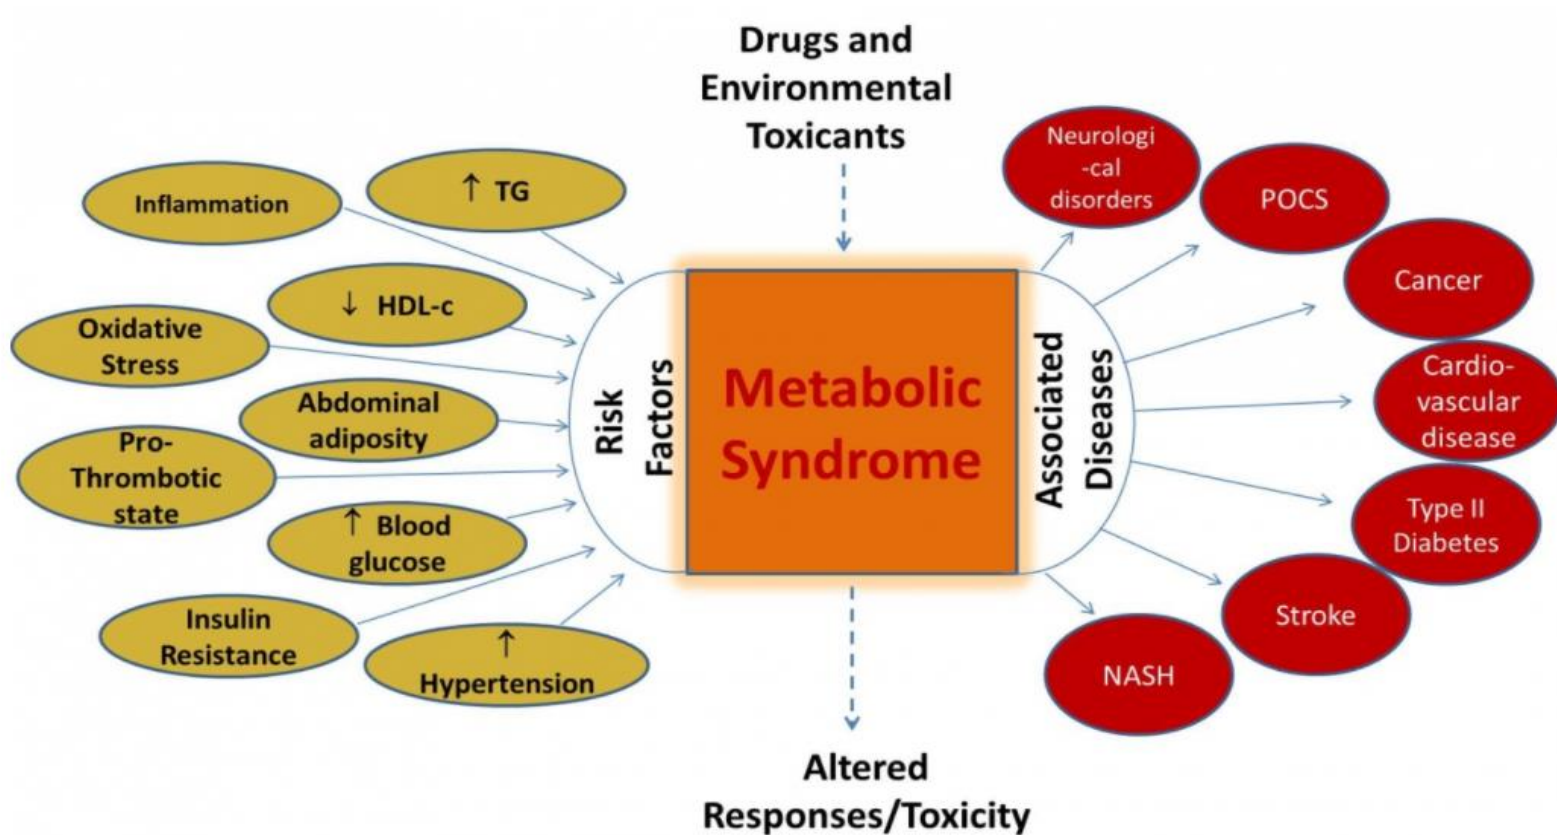 Drugs and
Environmental
Toxicants
Inflammation
↑ TG
↓ HDL-c
Oxidative
Stress
Abdominal
adiposity
Pro-
Thrombotic
state
↑ Blood
glucose
Insulin
Resistance
↑
Hypertension
Risk
Factors
Metabolic
Syndrome
Associated
Diseases
Neurologi
-cal
disorders
POCS
Cancer
Cardio-
vascular
disease
Type II
Diabetes
Stroke
NASH
Altered
Responses/Toxicity